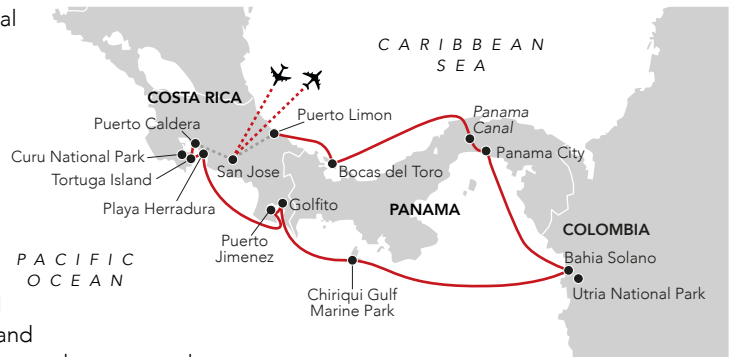 al
CARIBBEAN
SEA
COSTA RICA
Puerto Limon
Panama
Canal
Puerto Caldera
Curu National Park
Panama City
San Jose
Bocas del Toro
Tortuga Island
Playa Herradura
Golfito
PANAMA
Puerto
Jimenez
COLOMBIA
PACIFIC
OCEAN
Bahia Solano
Utria National Park
Chiriqui Gulf
Marine Park
and